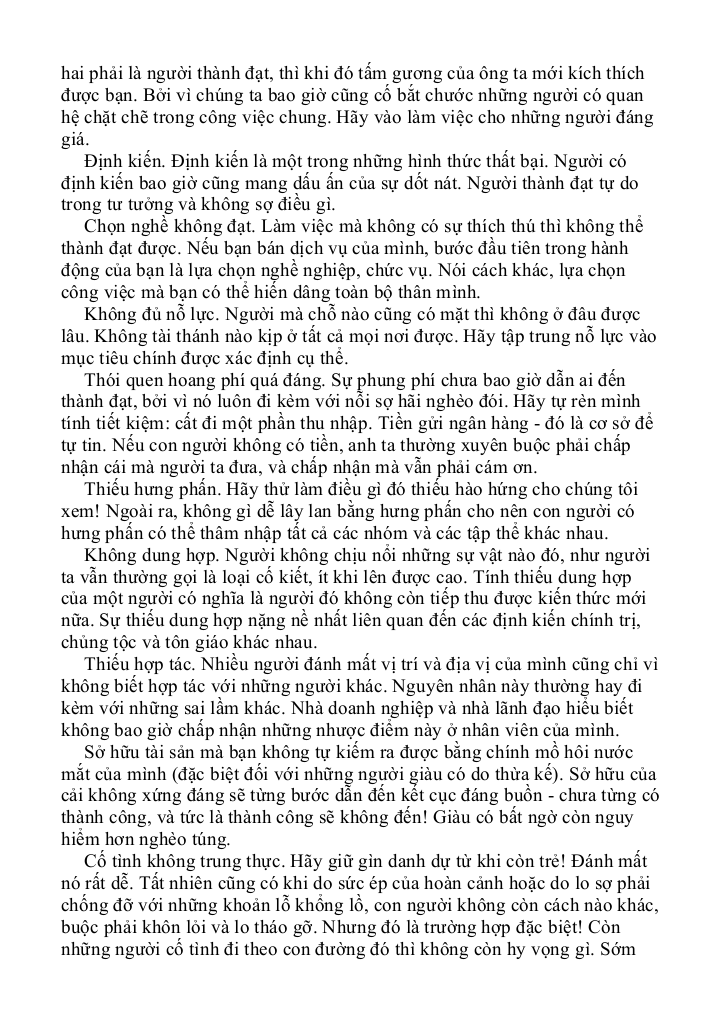 hai phải là người thành đạt, thì khi đó tấm gương của ông ta mới kích thích
được bạn. Bởi vì chúng ta bao giờ cũng cố bắt chước những người có quan
hệ chặt chẽ trong công việc chung. Hãy vào làm việc cho những người đáng
giá.
Định kiến. Định kiến là một trong những hình thức thất bại. Người có
định kiến bao giờ cũng mang dấu ấn của sự dốt nát. Người thành đạt tự do
trong tư tưởng và không sợ điều gì.
Chọn nghề không đạt. Làm việc mà không có sự thích thú thì không thể
thành đạt được. Nếu bạn bán dịch vụ của mình, bước đầu tiên trong hành
động của bạn là lựa chọn nghề nghiệp, chức vụ. Nói cách khác, lựa chọn
công việc mà bạn có thể hiến dâng toàn bộ thân mình.
Không đủ nỗ lực. Người mà chỗ nào cũng có mặt thì không ở đâu được
lâu. Không tài thánh nào kịp ở tất cả mọi nơi được. Hãy tập trung nỗ lực vào
mục tiêu chính được xác định cụ thể.
Thói quen hoang phí quá đáng. Sự phung phí chưa bao giờ dẫn ai đến
thành đạt, bởi vì nó luôn đi kèm với nỗi sợ hãi nghèo đói. Hãy tự rèn mình
tính tiết kiệm: cất đi một phần thu nhập. Tiền gửi ngân hàng - đó là cơ sở để
tự tin. Nếu con người không có tiền, anh ta thường xuyên buộc phải chấp
nhận cái mà người ta đưa, và chấp nhận mà vẫn phải cám ơn.
Thiếu hưng phấn. Hãy thử làm điều gì đó thiếu hào hứng cho chúng tôi
xem! Ngoài ra, không gì dễ lây lan bằng hưng phấn cho nên con người có
hưng phấn có thể thâm nhập tất cả các nhóm và các tập thể khác nhau.
Không dung hợp. Người không chịu nổi những sự vật nào đó, như người
ta vẫn thường gọi là loại cố kiết, ít khi lên được cao. Tính thiếu dung hợp
của một người có nghĩa là người đó không còn tiếp thu được kiến thức mới
nữa. Sự thiếu dung hợp nặng nề nhất liên quan đến các định kiến chính trị,
chủng tộc và tôn giáo khác nhau.
Thiếu hợp tác. Nhiều người đánh mất vị trí và địa vị của mình cũng chỉ vì
không biết hợp tác với những người khác. Nguyên nhân này thường hay đi
kèm với những sai lầm khác. Nhà doanh nghiệp và nhà lãnh đạo hiểu biết
không bao giờ chấp nhận những nhược điểm này ở nhân viên của mình.
Sở hữu tài sản mà bạn không tự kiếm ra được bằng chính mồ hôi nước
mắt của mình (đặc biệt đối với những người giàu có do thừa kế). Sở hữu của
cải không xứng đáng sẽ từng bước dẫn đến kết cục đáng buồn - chưa từng có
thành công, và tức là thành công sẽ không đến! Giàu có bất ngờ còn nguy
hiểm hơn nghèo túng.
Cố tình không trung thực. Hãy giữ gìn danh dự từ khi còn trẻ! Đánh mất
nó rất dễ. Tất nhiên cũng có khi do sức ép của hoàn cảnh hoặc do lo sợ phải
chống đỡ với những khoản lỗ khổng lồ, con người không còn cách nào khác,
buộc phải khôn lỏi và lo tháo gỡ. Nhưng đó là trường hợp đặc biệt! Còn
những người cố tình đi theo con đường đó thì không còn hy vọng gì. Sớm